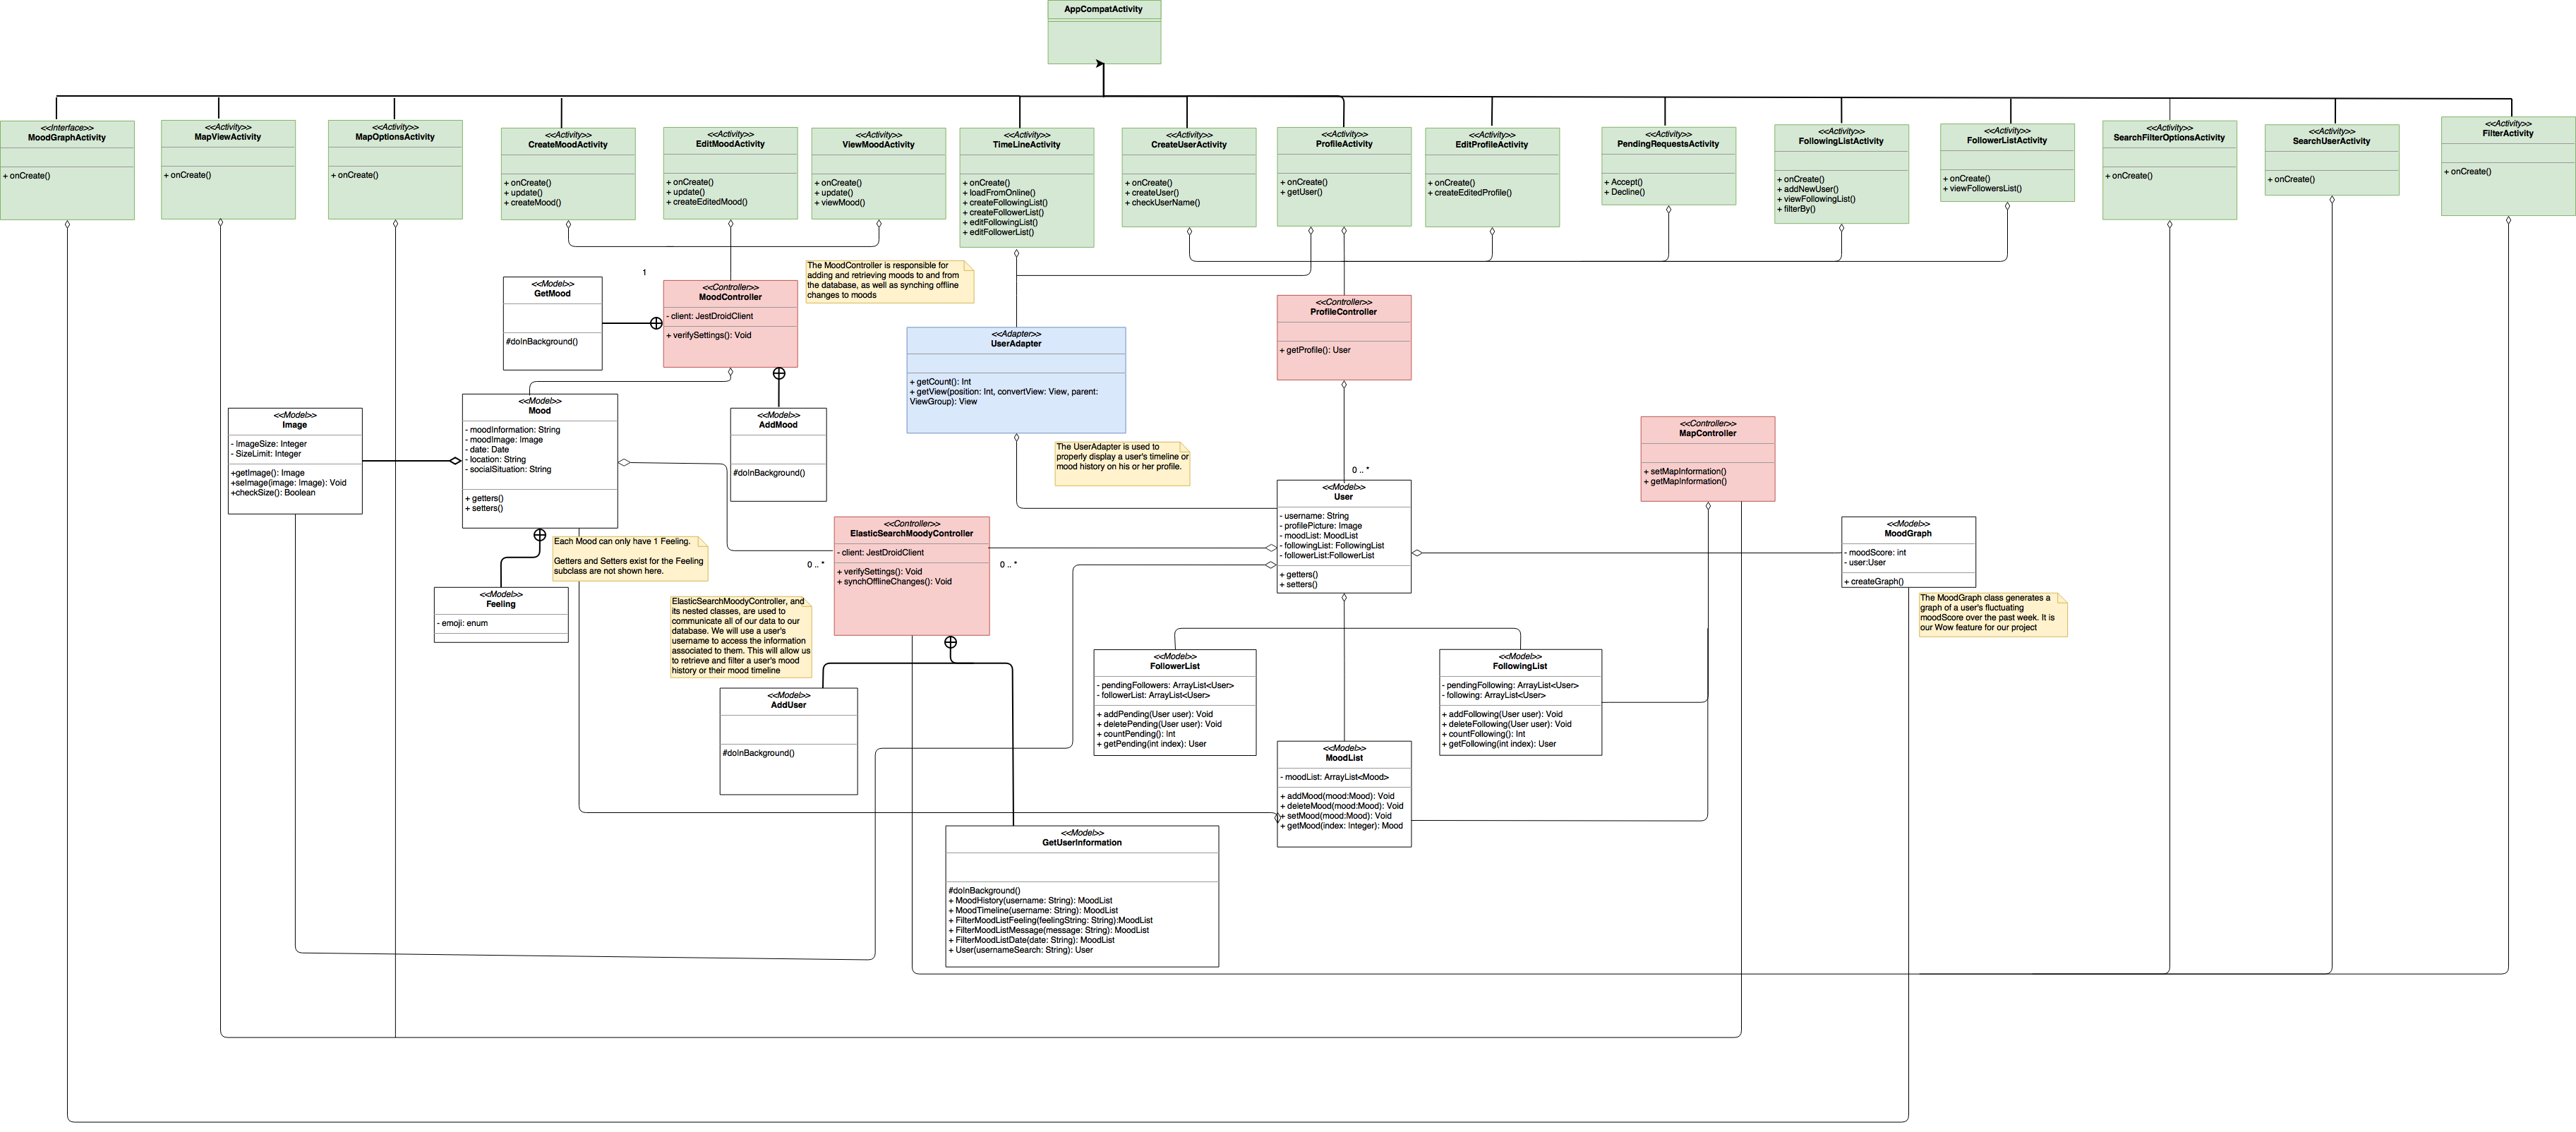 AppCompatActivity
<<Interface>>
MoodGraphActivity
+ onCreate()
<<Activity>>
MapViewActivity
+ onCreate()
<<Activity>>
MapOptionsActivity
+ onCreate()
<<Activity>>
CreateMoodActivity
+ onCreate()
+ update()
+ createMood()
<<Activity>>
EditMoodActivity
+ onCreate()
+ update()
+ createEditedMood()
<<Activity>>
ViewMoodActivity
+ onCreate()
+ update()
+ viewMood()
<<Activity>>
TimeLineActivity
+ onCreate()
+ loadFromOnline()
+ createFollowingList()
+ createFollowerList()
+ editFollowingList()
+ editFollowerList()
<<Activity>>
CreateUserActivity
+ onCreate()
+ createUser()
+ checkUserName()
<<Activity>>
ProfileActivity
+ onCreate()
+ getUser()
<<Activity>>
EditProfileActivity
+ onCreate()
+ createEditedProfile()
<<Activity>>
PendingRequestsActivity
+ Accept()
+ Decline()
<<Activity>>
FollowingListActivity
+ onCreate()
+ addNewUser()
+ viewFollowingList()
+ filterBy()
<<Activity>>
FollowerListActivity
+ onCreate()
+ viewFollowersList()
<<Activity>>
SearchFilterOptionsActivity
+ onCreate()
<<Activity>>
SearchUserActivity
+ onCreate()
<<Activity>>
FilterActivity
+ onCreate()
<<Model>>
GetMood
#doInBackground()
1
<<Controller>>
MoodController
- client: JestDroidClient
+ verifySettings(): Void
The MoodController is responsible for
adding and retrieving moods to and from
the database, as well as synching offline
changes to moods
<<Adapter>>
UserAdapter
+ getCount(): Int
+ getView(position: Int, convertView: View, parent:
ViewGroup): View
<<Controller>>
ProfileController
+ getProfile(): User
<<Model>>
Image
- ImageSize: Integer
- SizeLimit: Integer
+getImage(): Image
+seImage(image: Image): Void
+checkSize(): Boolean
<<Model>>
Mood
- moodInformation: String
- moodImage: Image
- date: Date
- location: String
- socialSituation: String
+ getters()
+ setters()
<<Model>>
AddMood
#doInBackground()
The UserAdapter is used to
properly display a user's timeline or
mood history on his or her profile.
<<Controller>>
MapController
+ setMapInformation()
+ getMapInformation()
0 .. *
<<Model>>
User
- username: String
- profilePicture: Image
- moodList: MoodList
- followingList: FollowingList
- followerList:FollowerList
+ getters()
+ setters()
<<Controller>>
ElasticSearchMoodyController
- client: JestDroidClient
+ verifySettings(): Void
+ synchOfflineChanges(): Void
0 .. *
0 .. *
<<Model>>
MoodGraph
- moodScore: int
- user:User
+ createGraph()
The MoodGraph class generates a
graph of a user's fluctuating
moodScore over the past week. It is
our Wow feature for our project
Each Mood can only have 1 Feeling.
Getters and Setters exist for the Feeling
subclass are not shown here.
<<Model>>
Feeling
- emoji: enum
ElasticSearchMoodyController, and
its nested classes, are used to
communicate all of our data to our
database. We will use a user's
username to access the information
associated to them. This will allow us
to retrieve and filter a user's mood
history or their mood timeline
<<Model>>
AddUser
#doInBackground()
<<Model>>
FollowerList
- pendingFollowers: ArrayList<User>
- followerList: ArrayList<User>
+ addPending(User user): Void
+ deletePending(User user): Void
+ countPending(): Int
+ getPending(int index): User
<<Model>>
FollowingList
- pendingFollowing: ArrayList<User>
- following: ArrayList<User>
+ addFollowing(User user): Void
+ deleteFollowing(User user): Void
+ countFollowing(): Int
+ getFollowing(int index): User
<<Model>>
MoodList
- moodList: ArrayList<Mood>
+ addMood(mood:Mood): Void
+ deleteMood(mood:Mood): Void
+ setMood(mood:Mood): Void
+ getMood(index: Integer): Mood
<<Model>>
GetUserInformation
#doInBackground()
+ MoodHistory(username: String): MoodList
+ MoodTimeline(username: String): MoodList
+ FilterMoodListFeeling(feelingString: String):MoodList
+ FilterMoodListMessage(message: String): MoodList
+ FilterMoodListDate(date: String): MoodList
+ User(usernameSearch: String): User